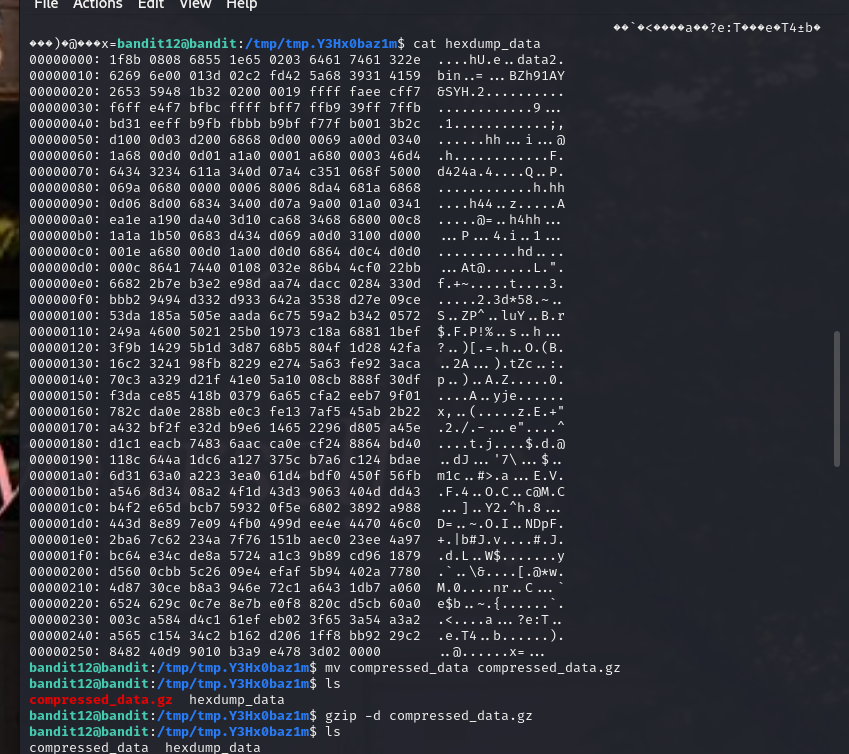 File Actions Edit View Help
��`�<����a��?e:T���e�T4±b�
���)�@���x=bandit12@bandit:/tmp/tmp.Y3Hx0baz1m$ cat hexdump_data
00000000: 1f8b 0808 6855 1e65 0203 6461 7461 322e  ....hU.e..data2.
00000010: 6269 6e00 013d 02c2 fd42 5a68 3931 4159  bin..=...BZh91AY
00000020: 2653 5948 1b32 0200 0019 ffff faee cff7  &SYH.2..........
00000030: f6ff e4f7 bfbc ffff bff7 ffb9 39ff 7ffb  ............9...
00000040: bd31 eeff b9fb fbbb b9bf f77f b001 3b2c  .1............;,
00000050: d100 0d03 d200 6868 0d00 0069 a00d 0340  ......hh...i...@
00000060: 1a68 00d0 0d01 a1a0 0001 a680 0003 46d4  .h............F.
00000070: 6434 3234 611a 340d 07a4 c351 068f 5000  d424a.4....Q..P.
00000080: 069a 0680 0000 0006 8006 8da4 681a 6868  ............h.hh
00000090: 0d06 8d00 6834 3400 d07a 9a00 01a0 0341  ....h44..z.....A
000000a0: ea1e a190 da40 3d10 ca68 3468 6800 00c8  .....@=..h4hh...
000000b0: 1a1a 1b50 0683 d434 d069 a0d0 3100 d000  ...P...4.i..1...
000000c0: 001e a680 00d0 1a00 d0d0 6864 d0c4 d0d0  ..........hd....
000000d0: 000c 8641 7440 0108 032e 86b4 4cf0 22bb  ...At@......L.".
000000e0: 6682 2b7e b3e2 e98d aa74 dacc 0284 330d  f.+~.....t....3.
000000f0: bbb2 9494 d332 d933 642a 3538 d27e 09ce  .....2.3d*58.~..
00000100: 53da 185a 505e aada 6c75 59a2 b342 0572  S..ZP^..luY..B.r
00000110: 249a 4600 5021 25b0 1973 c18a 6881 1bef  $.F.P!%..s..h...
00000120: 3f9b 1429 5b1d 3d87 68b5 804f 1d28 42fa  ?..)[.=.h..O.(B.
00000130: 16c2 3241 98fb 8229 e274 5a63 fe92 3aca  ..2A...).tZc..:.
00000140: 70c3 a329 d21f 41e0 5a10 08cb 888f 30df  p..)..A.Z.....0.
00000150: f3da ce85 418b 0379 6a65 cfa2 eeb7 9f01  ....A..yje......
00000160: 782c da0e 288b e0c3 fe13 7af5 45ab 2b22  x,..(.....z.E.+"
00000170: a432 bf2f e32d b9e6 1465 2296 d805 a45e  .2./.-...e"....^
00000180: d1c1 eacb 7483 6aac ca0e cf24 8864 bd40  ....t.j....$.d.@
00000190: 118c 644a 1dc6 a127 375c b7a6 c124 bdae  ..dJ...'7\...$..
000001a0: 6d31 63a0 a223 3ea0 61d4 bdf0 450f 56fb  m1c..#>.a...E.V.
000001b0: a546 8d34 08a2 4f1d 43d3 9063 404d dd43  .F.4..O.C..c@M.C
000001c0: b4f2 e65d bcb7 5932 0f5e 6802 3892 a988  ...]..Y2.^h.8...
000001d0: 443d 8e89 7e09 4fb0 499d ee4e 4470 46c0  D=..~.O.I..NDpF.
000001e0: 2ba6 7c62 234a 7f76 151b aec0 23ee 4a97  +.|b#J.v....#.J.
000001f0: bc64 e34c de8a 5724 a1c3 9b89 cd96 1879  .d.L..W$.......y
00000200: d560 0cbb 5c26 09e4 efaf 5b94 402a 7780  .`..\&....[.@*w.
00000210: 4d87 30ce b8a3 946e 72c1 a643 1db7 a060  M.0....nr..C...`
00000220: 6524 629c 0c7e 8e7b e0f8 820c d5cb 60a0  e$b..~.{......`.
00000230: 003c a584 d4c1 61ef eb02 3f65 3a54 a3a2  .<....a...?e:T..
00000240: a565 c154 34c2 b162 d206 1ff8 bb92 29c2  .e.T4..b......).
00000250: 8482 40d9 9010 b3a9 e478 3d02 0000  ..@......x=...
bandit12@bandit:/tmp/tmp.Y3Hx0baz1m$ mv compressed_data compressed_data.gz
bandit12@bandit:/tmp/tmp.Y3Hx0baz1m$ ls
compressed_data.gz  hexdump_data
bandit12@bandit:/tmp/tmp.Y3Hx0baz1m$ gzip -d compressed_data.gz
bandit12@bandit:/tmp/tmp.Y3Hx0baz1m$ ls
compressed_data  hexdump_data